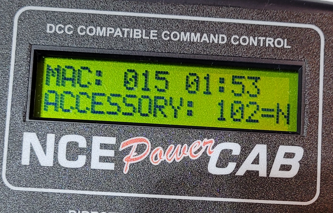 DCC COMPATIBLE COMMAND CONTROL
MAC: 015 01:53
ACCESSORY: 102=N
NCE Power CAB